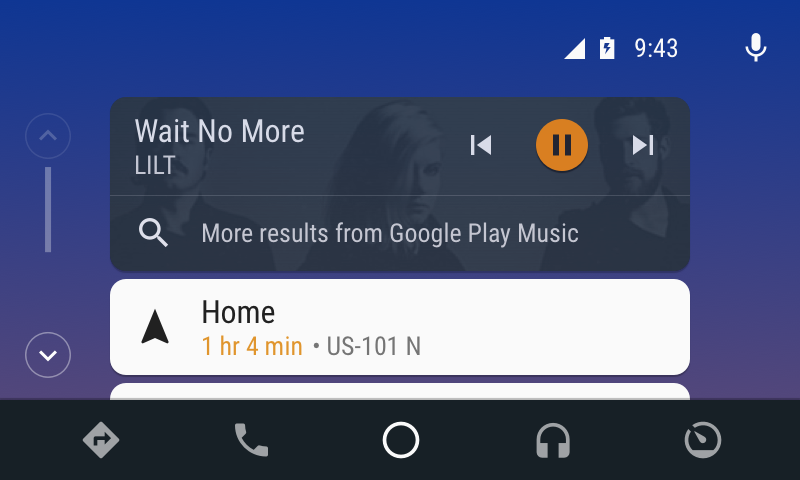 9:43
Wait No More
LILT
More results from Google Play Music
Home
1 hr 4 min • US-101 N